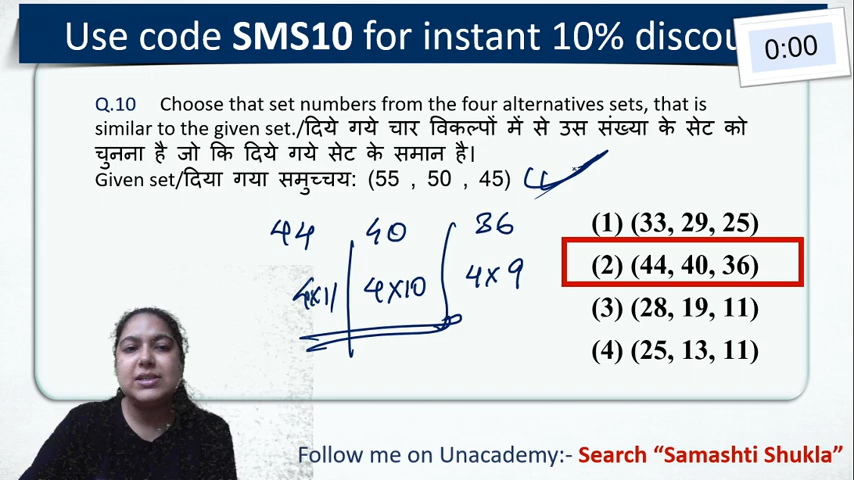 Use code SMS10 for instant 10% discou
0:00
Q.10 Choose that set numbers from the four alternatives sets, that is
similar to the given set./दिये गये चार विकल्पों में से उस संख्या के सेट को
चुनना है जो कि दिये गये सेट के समान है।
Given set/दिया गया समुच्चय: (55 , 50 , 45)
44 40 36
4x11 4x10 4x9
(1) (33, 29, 25)
(2) (44, 40, 36)
(3) (28, 19, 11)
(4) (25, 13, 11)
Follow me on Unacademy:- Search “Samashti Shukla”